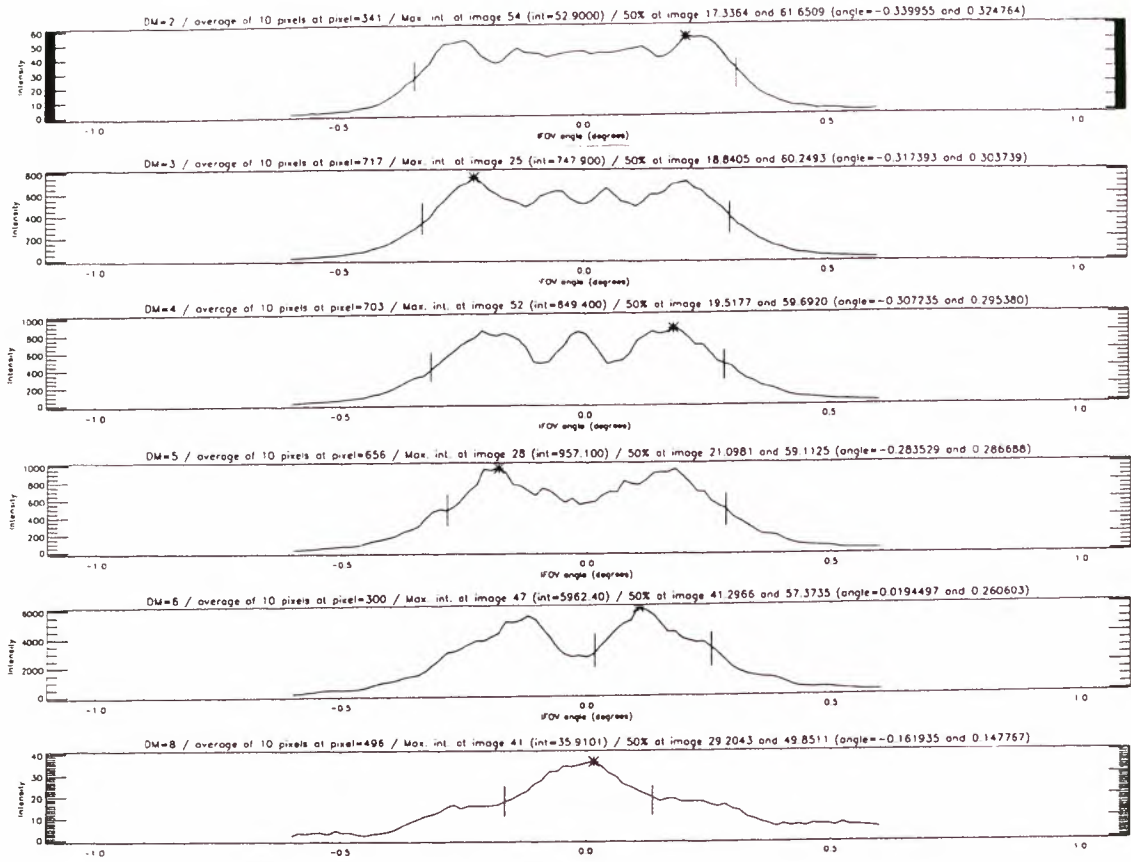 DM=2 / average of 10 pixels at pixel=341 / Max. int. at image 54 (int=52.9000) / 50% at image 17.3364 and 61.6509 (angle=-0.339955 and 0.324764)
60
50
40
30
20
10
0
Intensity
-1.0 -0.5 0.0 0.5 1.0
IFOV angle (degrees)
DM=3 / average of 10 pixels at pixel=717 / Max. int. at image 25 (int=747.900) / 50% at image 18.8405 and 60.2493 (angle=-0.317393 and 0.303739)
800
600
400
200
0
Intensity
-1.0 -0.5 0.0 0.5 1.0
IFOV angle (degrees)
DM=4 / average of 10 pixels at pixel=703 / Max. int. at image 52 (int=849.400) / 50% at image 19.5177 and 59.6920 (angle=-0.307235 and 0.295380)
1000
800
600
400
200
0
Intensity
-1.0 -0.5 0.0 0.5 1.0
IFOV angle (degrees)
DM=5 / average of 10 pixels at pixel=656 / Max. int. at image 28 (int=957.100) / 50% at image 21.0981 and 59.1125 (angle=-0.283529 and 0.286688)
1000
800
600
400
200
0
Intensity
-1.0 -0.5 0.0 0.5 1.0
IFOV angle (degrees)
DM=6 / average of 10 pixels at pixel=300 / Max. int. at image 47 (int=5962.40) / 50% at image 41.2966 and 57.3735 (angle=0.0194497 and 0.260603)
6000
4000
2000
0
Intensity
-1.0 -0.5 0.0 0.5 1.0
IFOV angle (degrees)
DM=8 / average of 10 pixels at pixel=496 / Max. int. at image 41 (int=35.9101) / 50% at image 29.2043 and 49.8511 (angle=-0.161935 and 0.147767)
40
30
20
10
0
Intensity
-1.0 -0.5 0.0 0.5 1.0